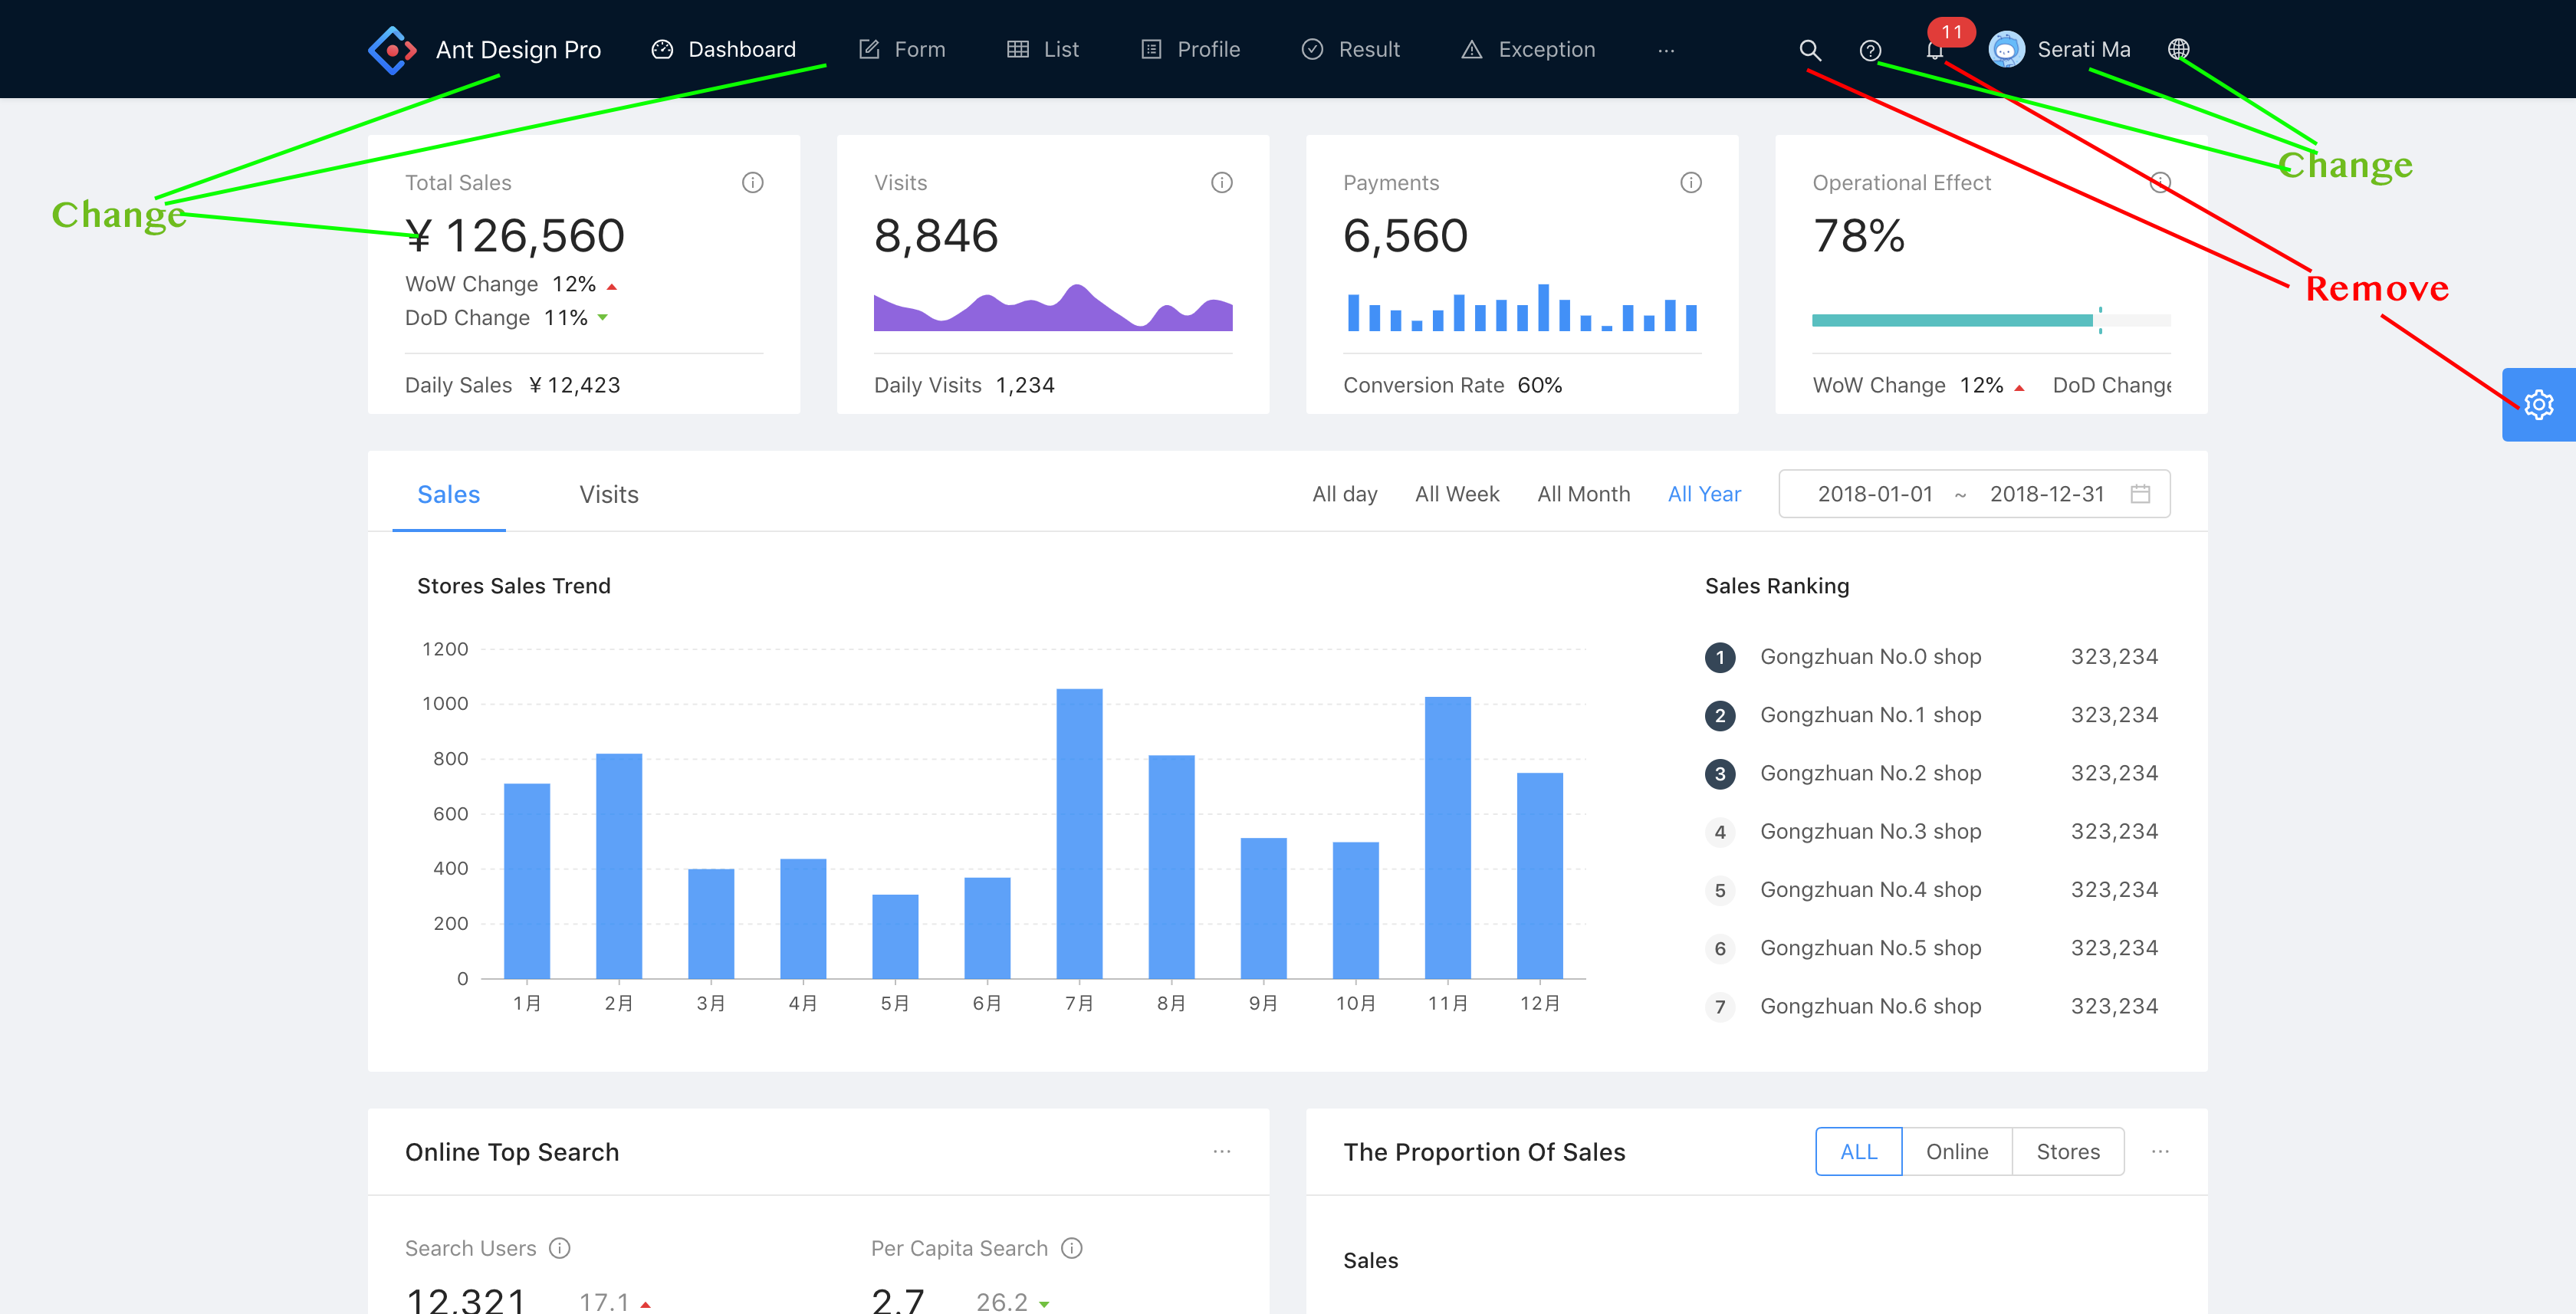 Ant Design Pro Dashboard Form List Profile Result Exception ... 11 Serati Ma
Change
Change
Remove
Total Sales
¥ 126,560
WoW Change 12%
DoD Change 11%
Daily Sales ¥ 12,423
Visits
8,846
Daily Visits 1,234
Payments
6,560
Conversion Rate 60%
Operational Effect
78%
WoW Change 12% DoD Change
Sales Visits All day All Week All Month All Year 2018-01-01 ~ 2018-12-31
Stores Sales Trend
1200
1000
800
600
400
200
0
1月 2月 3月 4月 5月 6月 7月 8月 9月 10月 11月 12月
Sales Ranking
1 Gongzhuan No.0 shop 323,234
2 Gongzhuan No.1 shop 323,234
3 Gongzhuan No.2 shop 323,234
4 Gongzhuan No.3 shop 323,234
5 Gongzhuan No.4 shop 323,234
6 Gongzhuan No.5 shop 323,234
7 Gongzhuan No.6 shop 323,234
Online Top Search ...
Search Users
12,321 17.1
Per Capita Search
2.7 26.2
The Proportion Of Sales ALL Online Stores ...
Sales